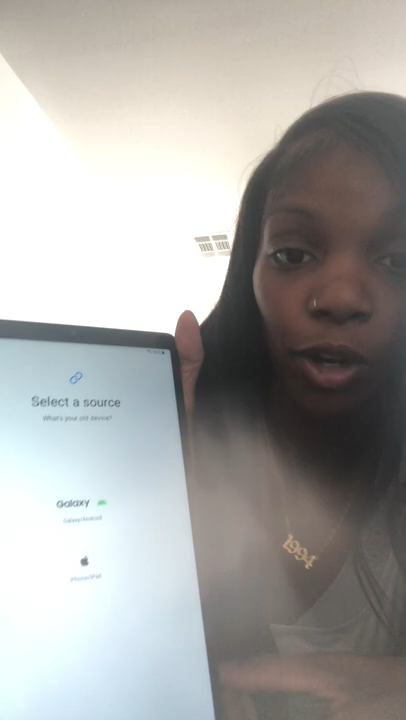 Select a source
What's your old device?
Galaxy
Galaxy/Android
iPhone/iPad
1994